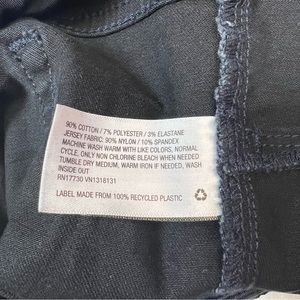 90% COTTON / 7% POLYESTER / 3% ELASTANE
JERSEY FABRIC: 90% NYLON / 10% SPANDEX
MACHINE WASH WARM WITH LIKE COLORS, NORMAL
CYCLE. ONLY NON CHLORINE BLEACH WHEN NEEDED
TUMBLE DRY MEDIUM, WARM IRON IF NEEDED, WASH
INSIDE OUT
RN17730 VN1318131
LABEL MADE FROM 100% RECYCLED PLASTIC